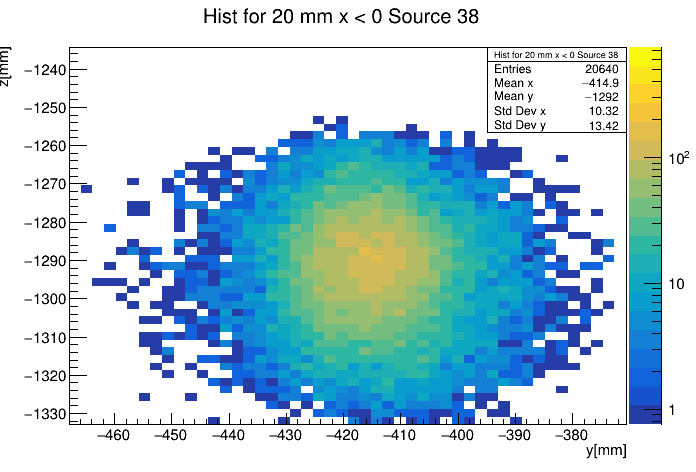 Hist for 20 mm x < 0 Source 38
z[mm]
Hist for 20 mm x < 0 Source 38
Entries 20640
Mean x −414.9
Mean y −1292
Std Dev x 10.32
Std Dev y 13.42
−1240
−1250
−1260
−1270
−1280
−1290
−1300
−1310
−1320
−1330
10²
10
1
−460 −450 −440 −430 −420 −410 −400 −390 −380
y[mm]